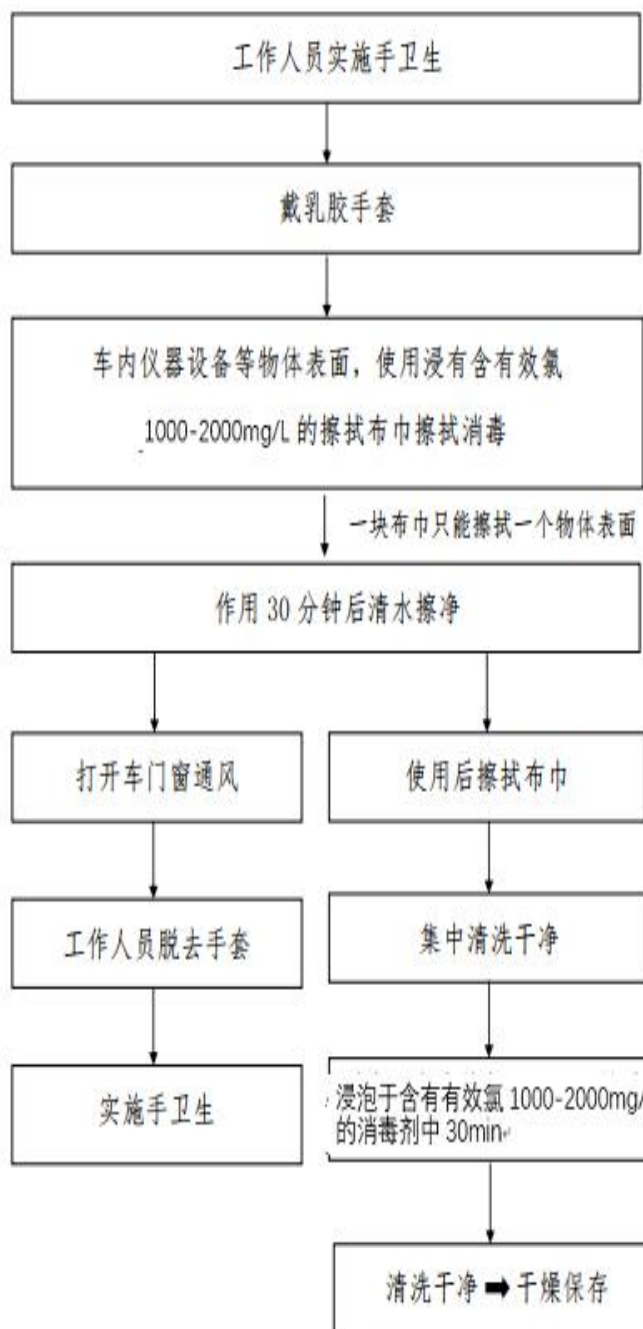 工作人员实施手卫生
戴乳胶手套
车内仪器设备等物体表面，使用浸有含有效氯
1000-2000mg/L 的擦拭布巾擦拭消毒
一块布巾只能擦拭一个物体表面
作用 30 分钟后清水擦净
打开车门窗通风
使用后擦拭布巾
工作人员脱去手套
集中清洗干净
实施手卫生
浸泡于含有有效氯 1000-2000mg/
的消毒剂中 30min
清洗干净➡干燥保存